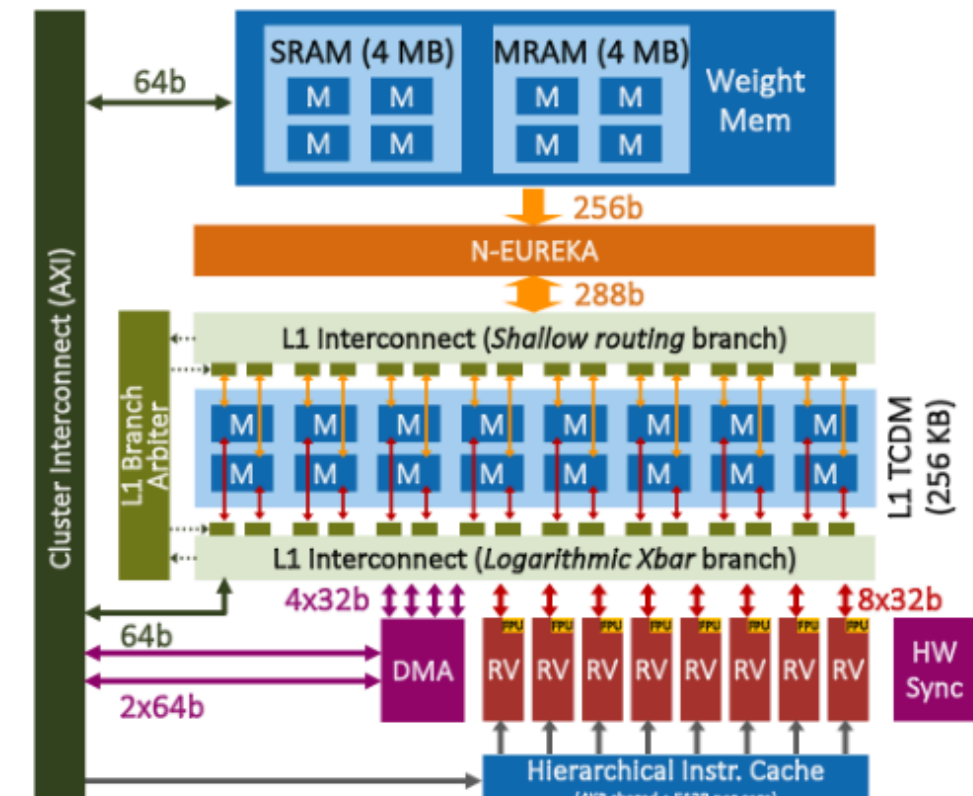 SRAM (4 MB)
MRAM (4 MB)
M M M M
M M M M
Weight
Mem
64b
256b
N-EUREKA
288b
Cluster Interconnect (AXI)
L1 Branch
Arbiter
L1 Interconnect (Shallow routing branch)
M M M M M M M M
M M M M M M M M
L1 TCDM
(256 KB)
L1 Interconnect (Logarithmic Xbar branch)
4x32b
8x32b
64b
2x64b
DMA
FPU FPU FPU FPU FPU FPU FPU FPU
RV RV RV RV RV RV RV RV
HW
Sync
Hierarchical Instr. Cache